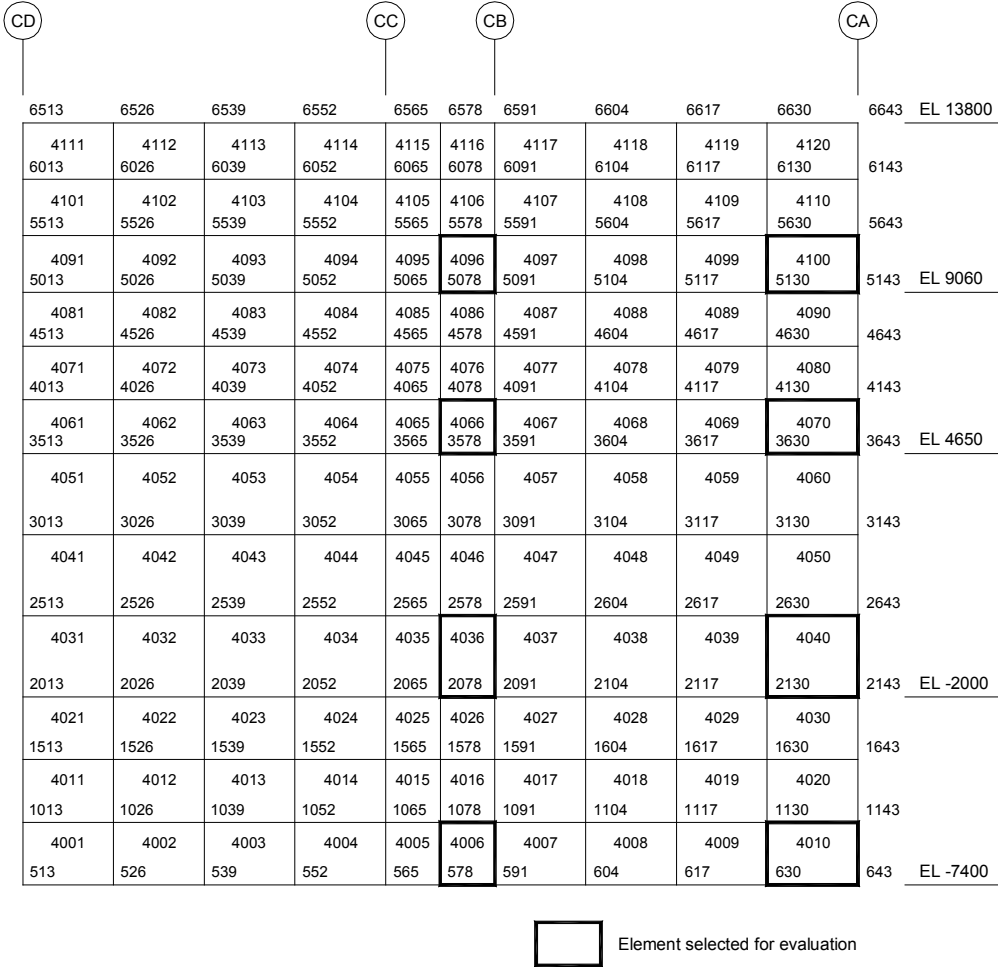 CD CC CB CA
6513 6526 6539 6552 6565 6578 6591 6604 6617 6630 6643 EL 13800
4111 4112 4113 4114 4115 4116 4117 4118 4119 4120
6013 6026 6039 6052 6065 6078 6091 6104 6117 6130 6143
4101 4102 4103 4104 4105 4106 4107 4108 4109 4110
5513 5526 5539 5552 5565 5578 5591 5604 5617 5630 5643
4091 4092 4093 4094 4095 4096 4097 4098 4099 4100
5013 5026 5039 5052 5065 5078 5091 5104 5117 5130 5143 EL 9060
4081 4082 4083 4084 4085 4086 4087 4088 4089 4090
4513 4526 4539 4552 4565 4578 4591 4604 4617 4630 4643
4071 4072 4073 4074 4075 4076 4077 4078 4079 4080
4013 4026 4039 4052 4065 4078 4091 4104 4117 4130 4143
4061 4062 4063 4064 4065 4066 4067 4068 4069 4070
3513 3526 3539 3552 3565 3578 3591 3604 3617 3630 3643 EL 4650
4051 4052 4053 4054 4055 4056 4057 4058 4059 4060
3013 3026 3039 3052 3065 3078 3091 3104 3117 3130 3143
4041 4042 4043 4044 4045 4046 4047 4048 4049 4050
2513 2526 2539 2552 2565 2578 2591 2604 2617 2630 2643
4031 4032 4033 4034 4035 4036 4037 4038 4039 4040
2013 2026 2039 2052 2065 2078 2091 2104 2117 2130 2143 EL -2000
4021 4022 4023 4024 4025 4026 4027 4028 4029 4030
1513 1526 1539 1552 1565 1578 1591 1604 1617 1630 1643
4011 4012 4013 4014 4015 4016 4017 4018 4019 4020
1013 1026 1039 1052 1065 1078 1091 1104 1117 1130 1143
4001 4002 4003 4004 4005 4006 4007 4008 4009 4010
513 526 539 552 565 578 591 604 617 630 643 EL -7400
Element selected for evaluation